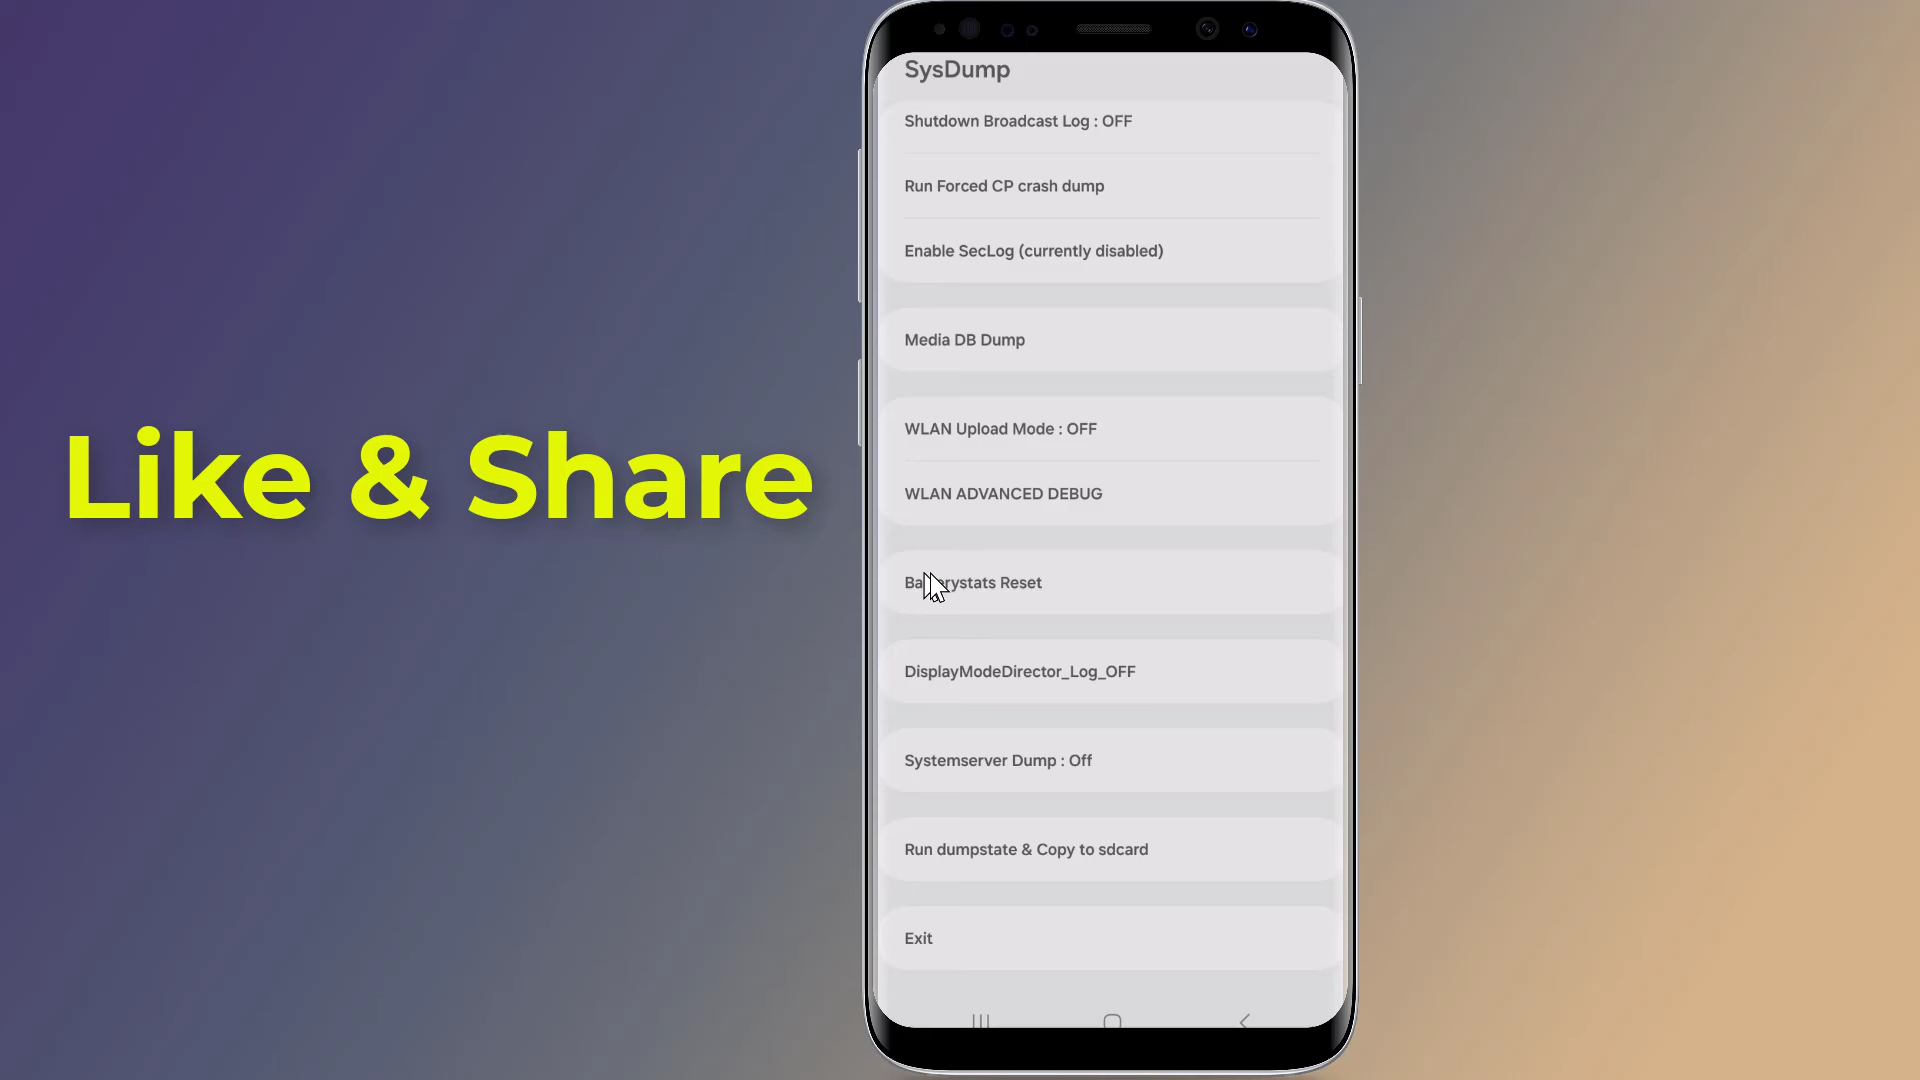 SysDump
Shutdown Broadcast Log : OFF
Run Forced CP crash dump
Enable SecLog (currently disabled)
Media DB Dump
WLAN Upload Mode : OFF
WLAN ADVANCED DEBUG
Batterystats Reset
DisplayModeDirector_Log_OFF
Systemserver Dump : Off
Run dumpstate & Copy to sdcard
Exit
Like & Share